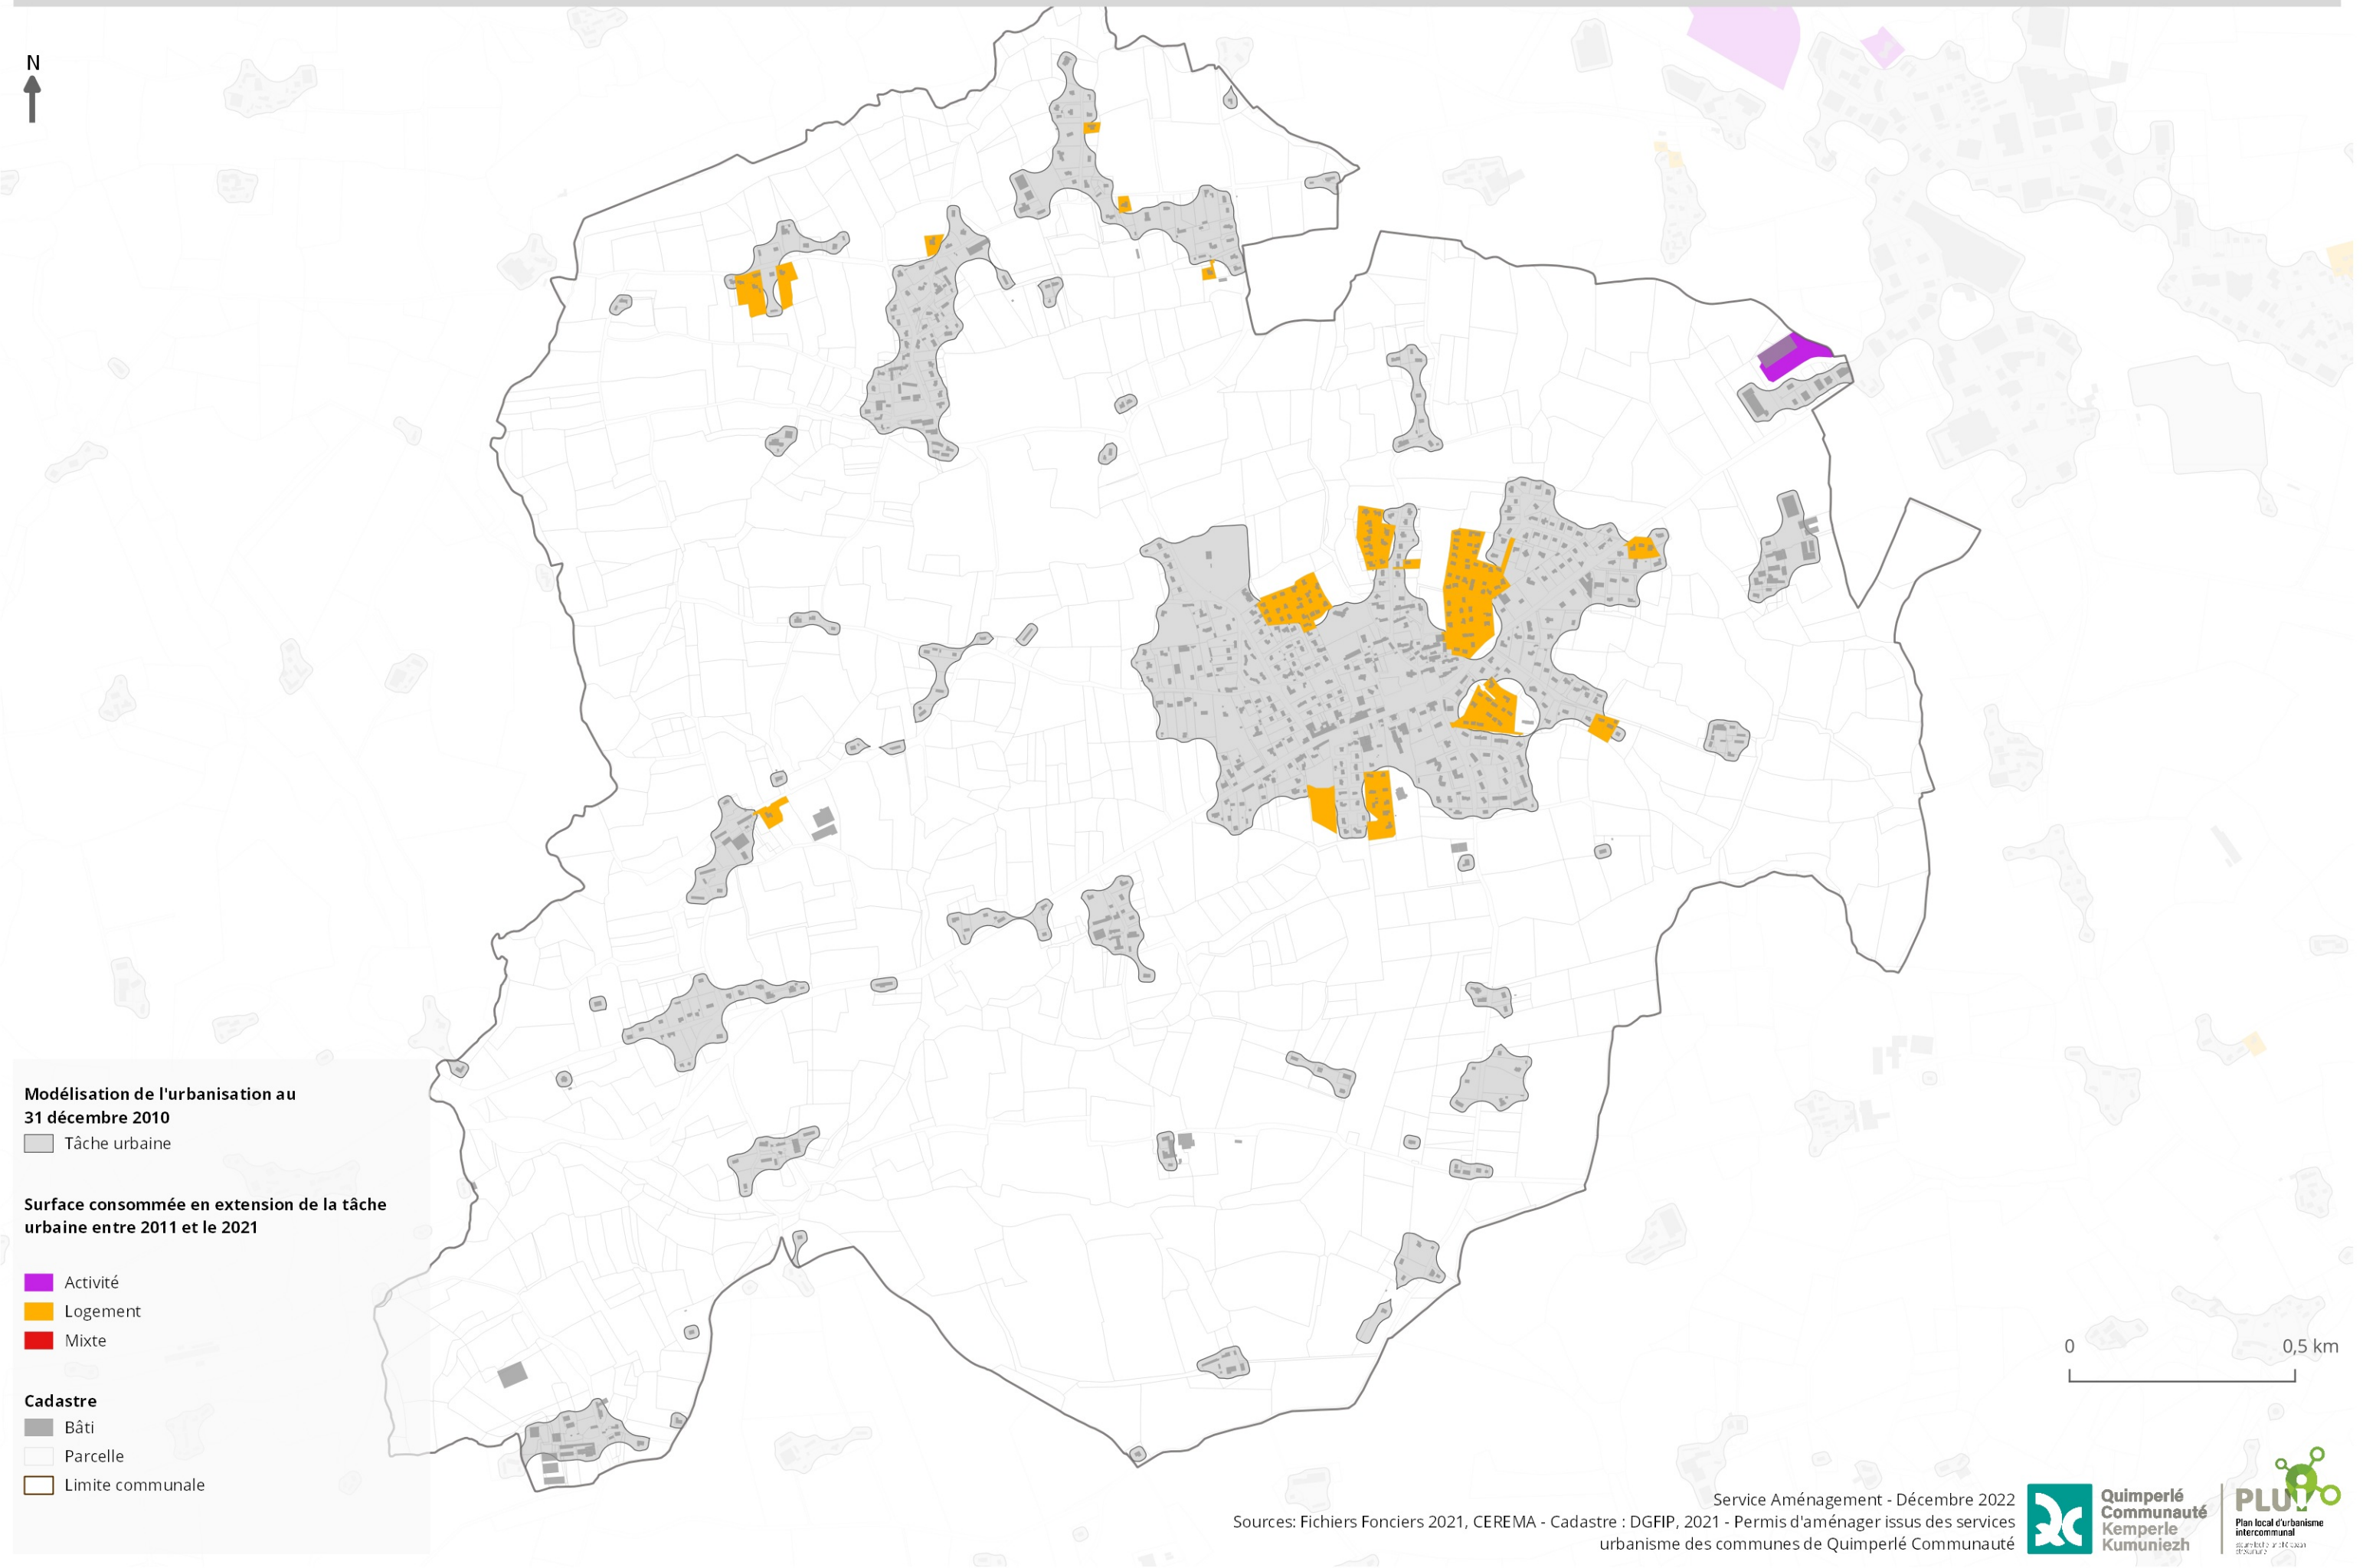 N
Modélisation de l'urbanisation au
31 décembre 2010
Tâche urbaine
Surface consommée en extension de la tâche
urbaine entre 2011 et le 2021
Activité
Logement
Mixte
Cadastre
Bâti
Parcelle
Limite communale
0 0,5 km
Service Aménagement - Décembre 2022
Sources: Fichiers Fonciers 2021, CEREMA - Cadastre : DGFIP, 2021 - Permis d'aménager issus des services
urbanisme des communes de Quimperlé Communauté
Quimperlé
Communauté
Kemperle
Kumuniezh
PLUi
Plan local d'urbanisme
intercommunal